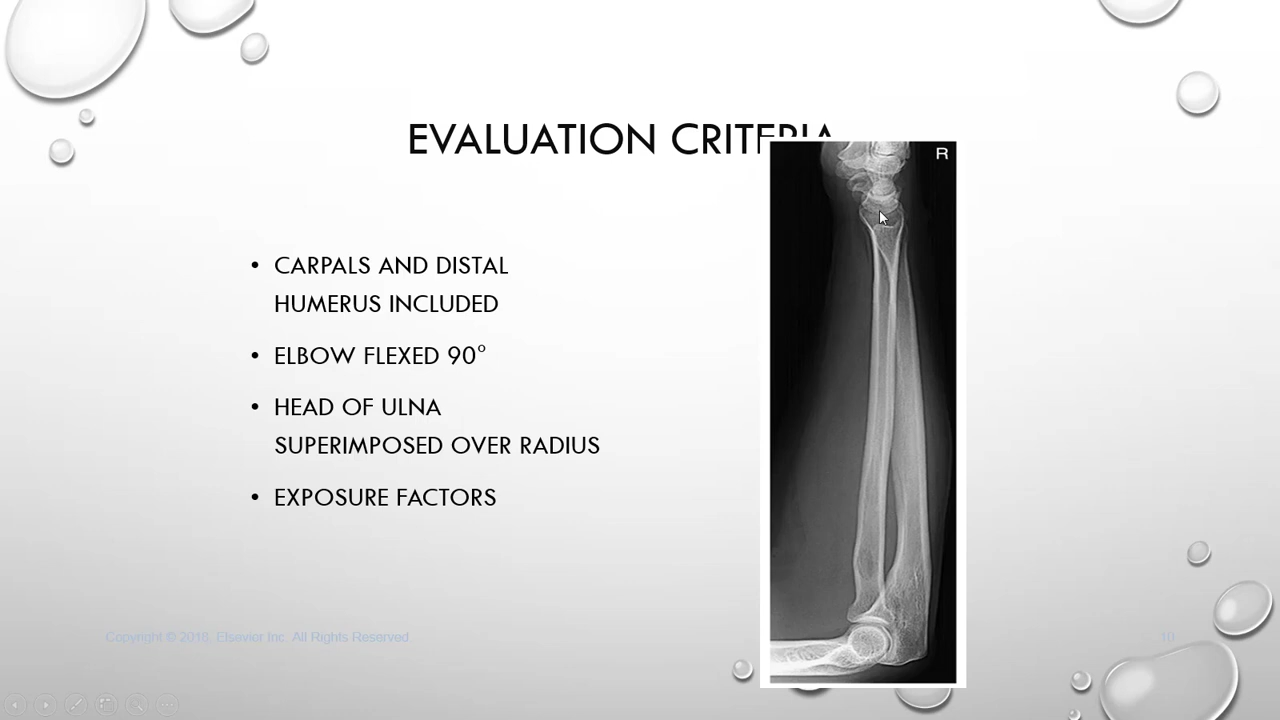 EVALUATION CRITERIA
R
• CARPALS AND DISTAL
HUMERUS INCLUDED
• ELBOW FLEXED 90°
• HEAD OF ULNA
SUPERIMPOSED OVER RADIUS
• EXPOSURE FACTORS
Copyright © 2018, Elsevier Inc. All Rights Reserved.
10